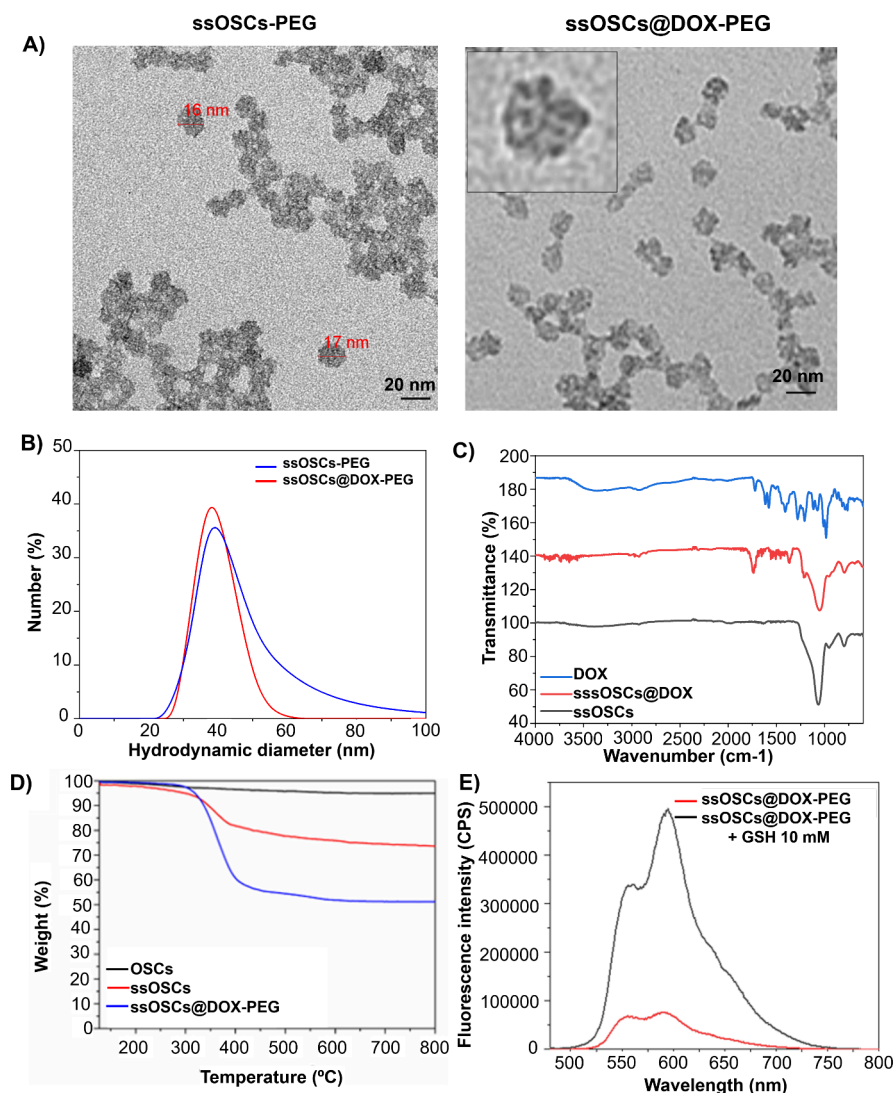 ssOSCs-PEG
ssOSCs@DOX-PEG
A)
16 nm
17 nm
20 nm
20 nm
B)
50
40
30
20
10
0
Number (%)
ssOSCs-PEG
ssOSCs@DOX-PEG
0 20 40 60 80 100
Hydrodynamic diameter (nm)
C)
200
180
160
140
120
100
80
60
40
Transmittance (%)
DOX
sssOSCs@DOX
ssOSCs
4000 3500 3000 2500 2000 1500 1000
Wavenumber (cm-1)
D)
100
90
80
70
60
50
40
30
20
10
0
Weight (%)
OSCs
ssOSCs
ssOSCs@DOX-PEG
200 300 400 500 600 700 800
Temperature (ºC)
E)
500000
400000
300000
200000
100000
0
Fluorescence intensity (CPS)
ssOSCs@DOX-PEG
ssOSCs@DOX-PEG
+ GSH 10 mM
500 550 600 650 700 750 800
Wavelength (nm)